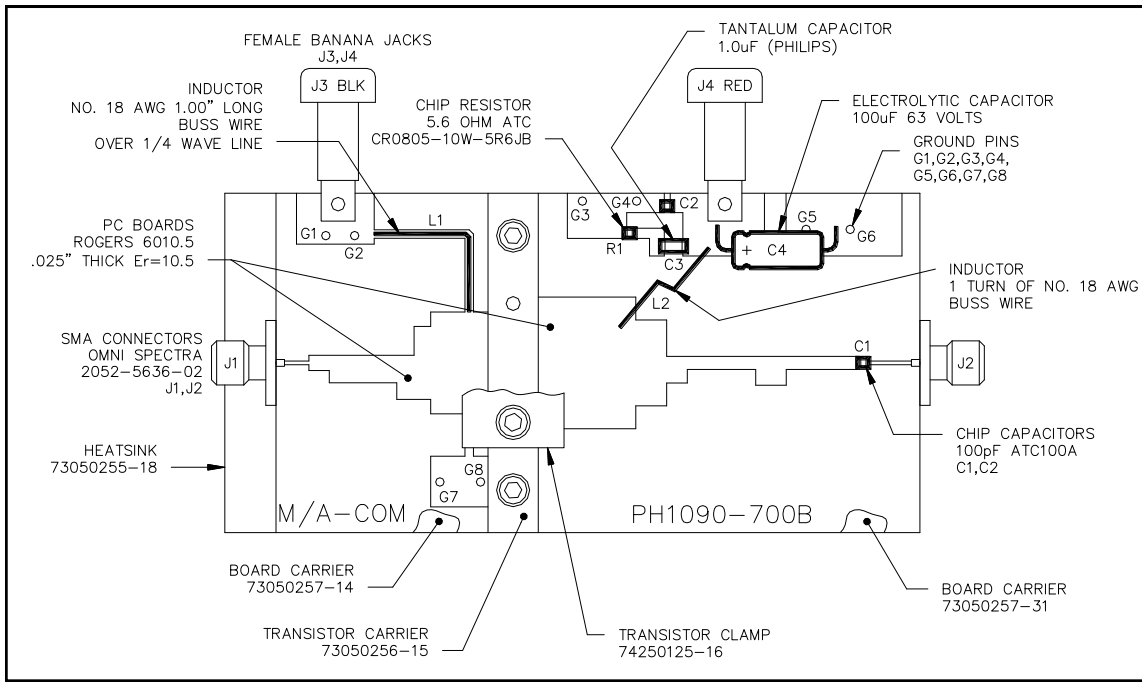 FEMALE BANANA JACKS
J3,J4
J3 BLK
INDUCTOR
NO. 18 AWG 1.00" LONG
BUSS WIRE
OVER 1/4 WAVE LINE
CHIP RESISTOR
5.6 OHM ATC
CR0805-10W-5R6JB
TANTALUM CAPACITOR
1.0uF (PHILIPS)
J4 RED
ELECTROLYTIC CAPACITOR
100uF 63 VOLTS
GROUND PINS
G1,G2,G3,G4,
G5,G6,G7,G8
PC BOARDS
ROGERS 6010.5
.025" THICK Er=10.5
G1
G2
L1
G3
G4
C2
R1
C3
L2
+
C4
G5
G6
INDUCTOR
1 TURN OF NO. 18 AWG
BUSS WIRE
SMA CONNECTORS
OMNI SPECTRA
2052-5636-02
J1,J2
J1
C1
J2
CHIP CAPACITORS
100pF ATC100A
C1,C2
HEATSINK
73050255-18
G7
G8
M/A-COM
PH1090-700B
BOARD CARRIER
73050257-14
TRANSISTOR CARRIER
73050256-15
TRANSISTOR CLAMP
74250125-16
BOARD CARRIER
73050257-31